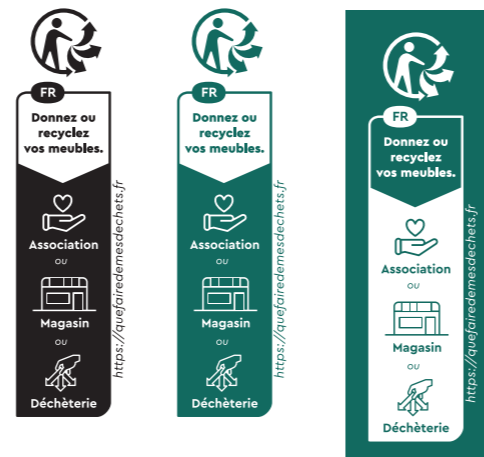 FR
Donnez ou
recyclez
vos meubles.
Association
ou
Magasin
ou
Déchèterie
https://quefairedemesdechets.fr
FR
Donnez ou
recyclez
vos meubles.
Association
ou
Magasin
ou
Déchèterie
https://quefairedemesdechets.fr
FR
Donnez ou
recyclez
vos meubles.
Association
ou
Magasin
ou
Déchèterie
https://quefairedemesdechets.fr